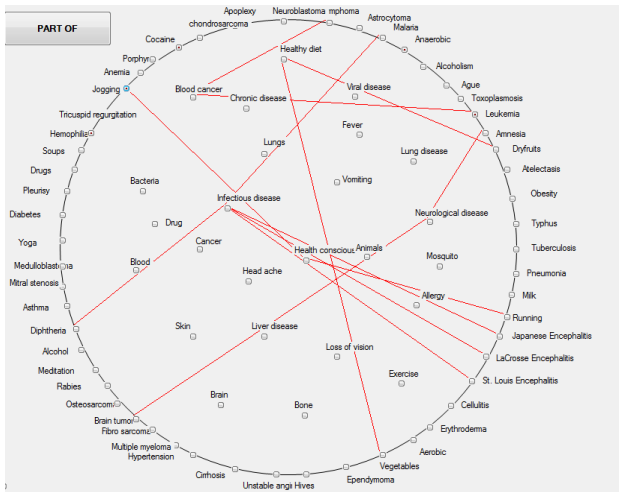 PART OF
Apoplexy
Neuroblastoma mphoma
chondrosarcoma
Astrocytoma
Malaria
Cocaine
Healthy diet
Anaerobic
Porphyri
Alcoholism
Anemia
Jogging
Blood cancer
Viral disease
Ague
Chronic disease
Toxoplasmosis
Tricuspid regurgitation
Leukemia
Hemophilia
Fever
Amnesia
Soups
Lungs
Lung disease
Dryfruits
Drugs
Atelectasis
Pleurisy
Bacteria
Vomiting
Obesity
Infectious disease
Diabetes
Drug
Neurological disease
Typhus
Yoga
Cancer
Health conscious
Animals
Tuberculosis
Medulloblastoma
Blood
Mosquito
Head ache
Pneumonia
Mitral stenosis
Allergy
Milk
Asthma
Running
Diphtheria
Skin
Liver disease
Japanese Encephalitis
Alcohol
Loss of vision
LaCrosse Encephalitis
Meditation
Exercise
St. Louis Encephalitis
Rabies
Brain
Osteosarcoma
Bone
Cellulitis
Brain tumor
Fibro sarcoma
Erythroderma
Multiple myeloma
Aerobic
Hypertension
Vegetables
Cirrhosis
Ependymoma
Unstable angi Hives